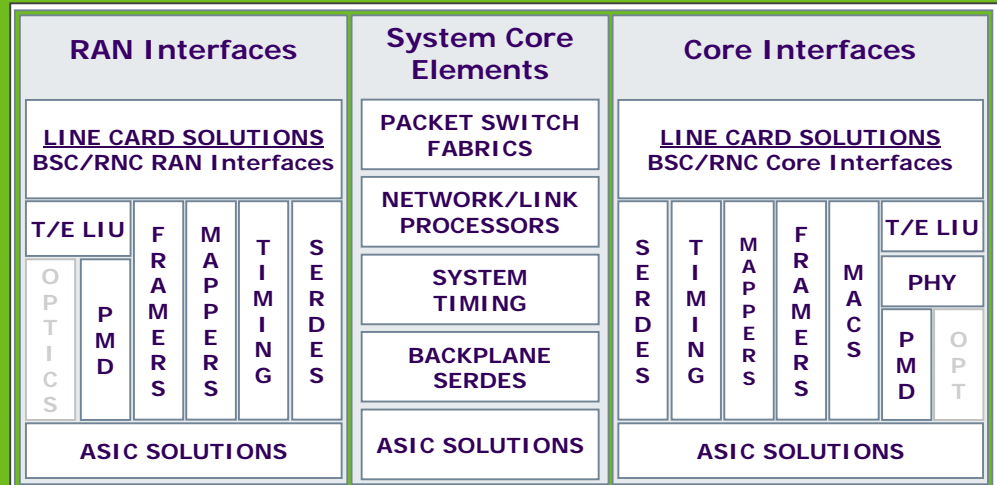 RAN Interfaces
LINE CARD SOLUTIONS
BSC/RNC RAN Interfaces
T/E LIU
OPTICS
PMD
FRAMERS
MAPPERS
TIMING
SERDES
ASIC SOLUTIONS
System Core
Elements
PACKET SWITCH
FABRICS
NETWORK/LINK
PROCESSORS
SYSTEM
TIMING
BACKPLANE
SERDES
ASIC SOLUTIONS
Core Interfaces
LINE CARD SOLUTIONS
BSC/RNC Core Interfaces
SERDES
TIMING
MAPPERS
FRAMERS
MACS
T/E LIU
PHY
PMD
OPT
ASIC SOLUTIONS